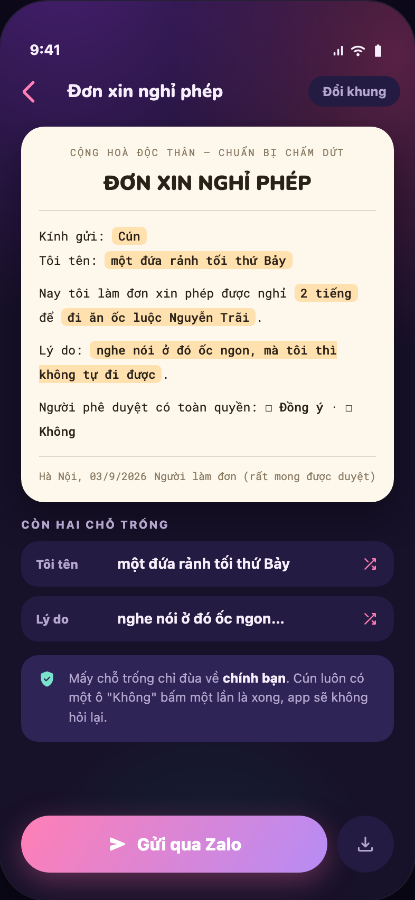 9:41
Đơn xin nghỉ phép
Đổi khung
CỘNG HOÀ ĐỘC THÂN — CHUẨN BỊ CHẤM DỨT
ĐƠN XIN NGHỈ PHÉP
Kính gửi: Cún
Tôi tên: một đứa rảnh tối thứ Bảy
Nay tôi làm đơn xin phép được nghỉ 2 tiếng
để đi ăn ốc luộc Nguyễn Trãi.
Lý do: nghe nói ở đó ốc ngon, mà tôi thì
không tự đi được.
Người phê duyệt có toàn quyền: □ Đồng ý · □
Không
Hà Nội, 03/9/2026 Người làm đơn (rất mong được duyệt)
CÒN HAI CHỖ TRỐNG
Tôi tên một đứa rảnh tối thứ Bảy
Lý do nghe nói ở đó ốc ngon...
Mấy chỗ trống chỉ đùa về chính bạn. Cún luôn có
một ô "Không" bấm một lần là xong, app sẽ không
hỏi lại.
Gửi qua Zalo